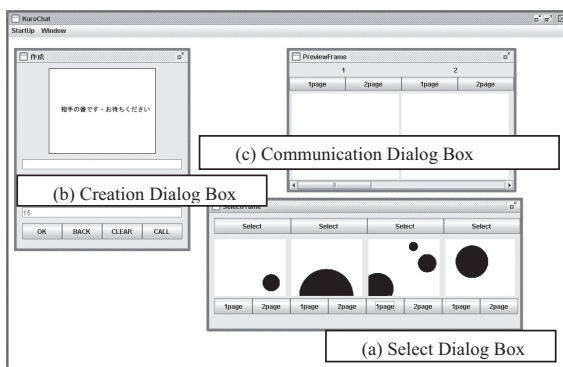 KuroChat
StartUp Window
作成
相手の番です・お待ちください
15
OK BACK CLEAR CALL
(b) Creation Dialog Box
PreviewFrame
1 2
1page 2page 1page 2page
(c) Communication Dialog Box
SelectFrame
Select Select Select Select
1page 2page 1page 2page 1page 2page 1page 2page
(a) Select Dialog Box